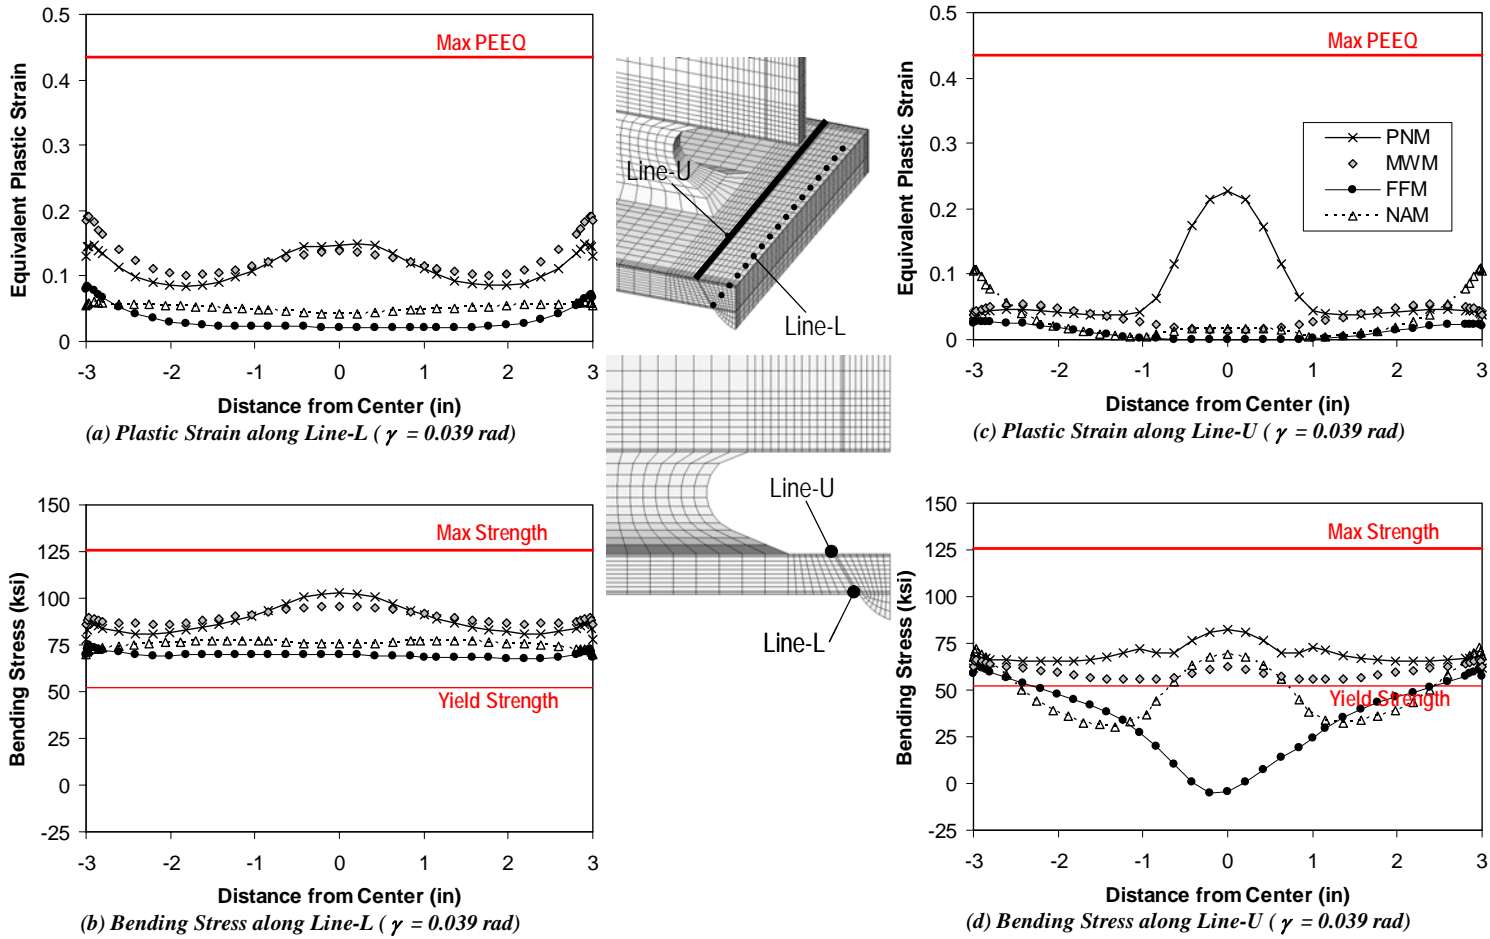 0.5
0.4
0.3
0.2
0.1
0
Equivalent Plastic Strain
Max PEEQ
-3 -2 -1 0 1 2 3
Distance from Center (in)
(a) Plastic Strain along Line-L ( γ = 0.039 rad)
Line-U
Line-L
0.5
0.4
0.3
0.2
0.1
0
Equivalent Plastic Strain
Max PEEQ
PNM
MWM
FFM
NAM
-3 -2 -1 0 1 2 3
Distance from Center (in)
(c) Plastic Strain along Line-U ( γ = 0.039 rad)
150
125
100
75
50
25
0
-25
Bending Stress (ksi)
Max Strength
Yield Strength
-3 -2 -1 0 1 2 3
Distance from Center (in)
(b) Bending Stress along Line-L ( γ = 0.039 rad)
Line-U
Line-L
150
125
100
75
50
25
0
-25
Bending Stress (ksi)
Max Strength
Yield Strength
-3 -2 -1 0 1 2 3
Distance from Center (in)
(d) Bending Stress along Line-U ( γ = 0.039 rad)